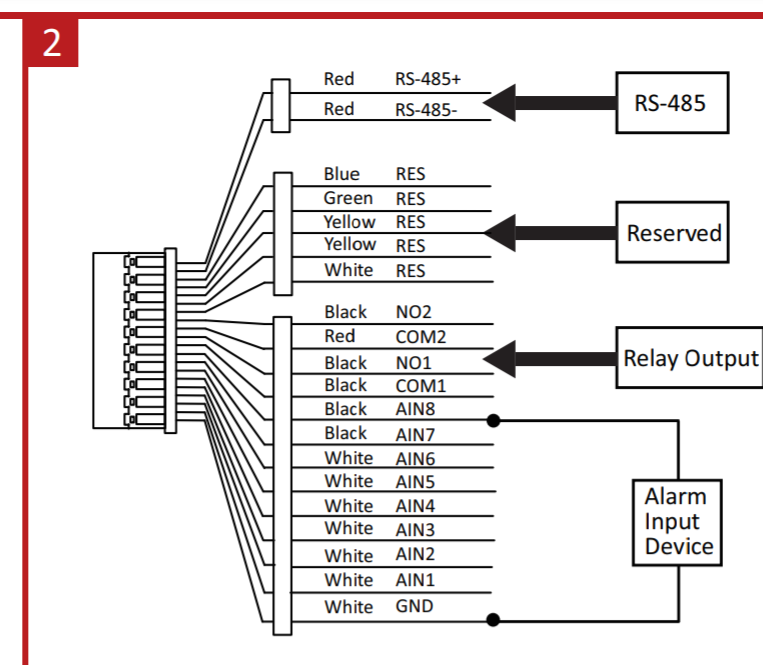 2
Red RS-485+
Red RS-485-
RS-485
Blue RES
Green RES
Yellow RES
Yellow RES
White RES
Reserved
Black NO2
Red COM2
Black NO1
Black COM1
Relay Output
Black AIN8
Black AIN7
White AIN6
White AIN5
White AIN4
White AIN3
White AIN2
White AIN1
White GND
Alarm
Input
Device